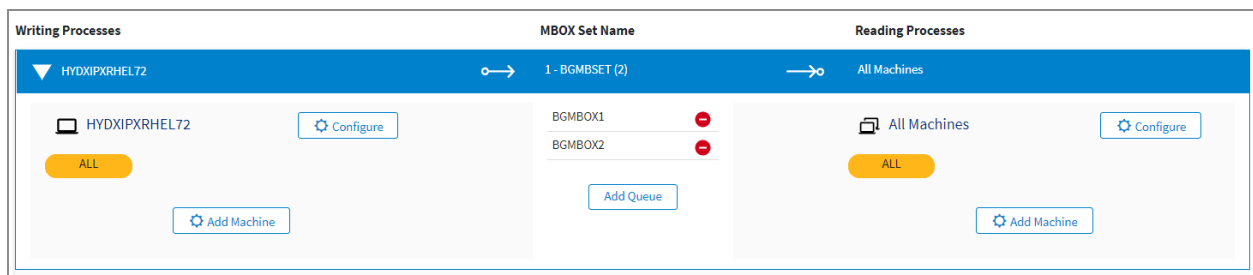 Writing Processes MBOX Set Name Reading Processes
HYDXIPXRHEL72 1 - BGMBSET (2) All Machines
HYDXIPXRHEL72 Configure
ALL
Add Machine
BGMBOX1
BGMBOX2
Add Queue
All Machines Configure
ALL
Add Machine